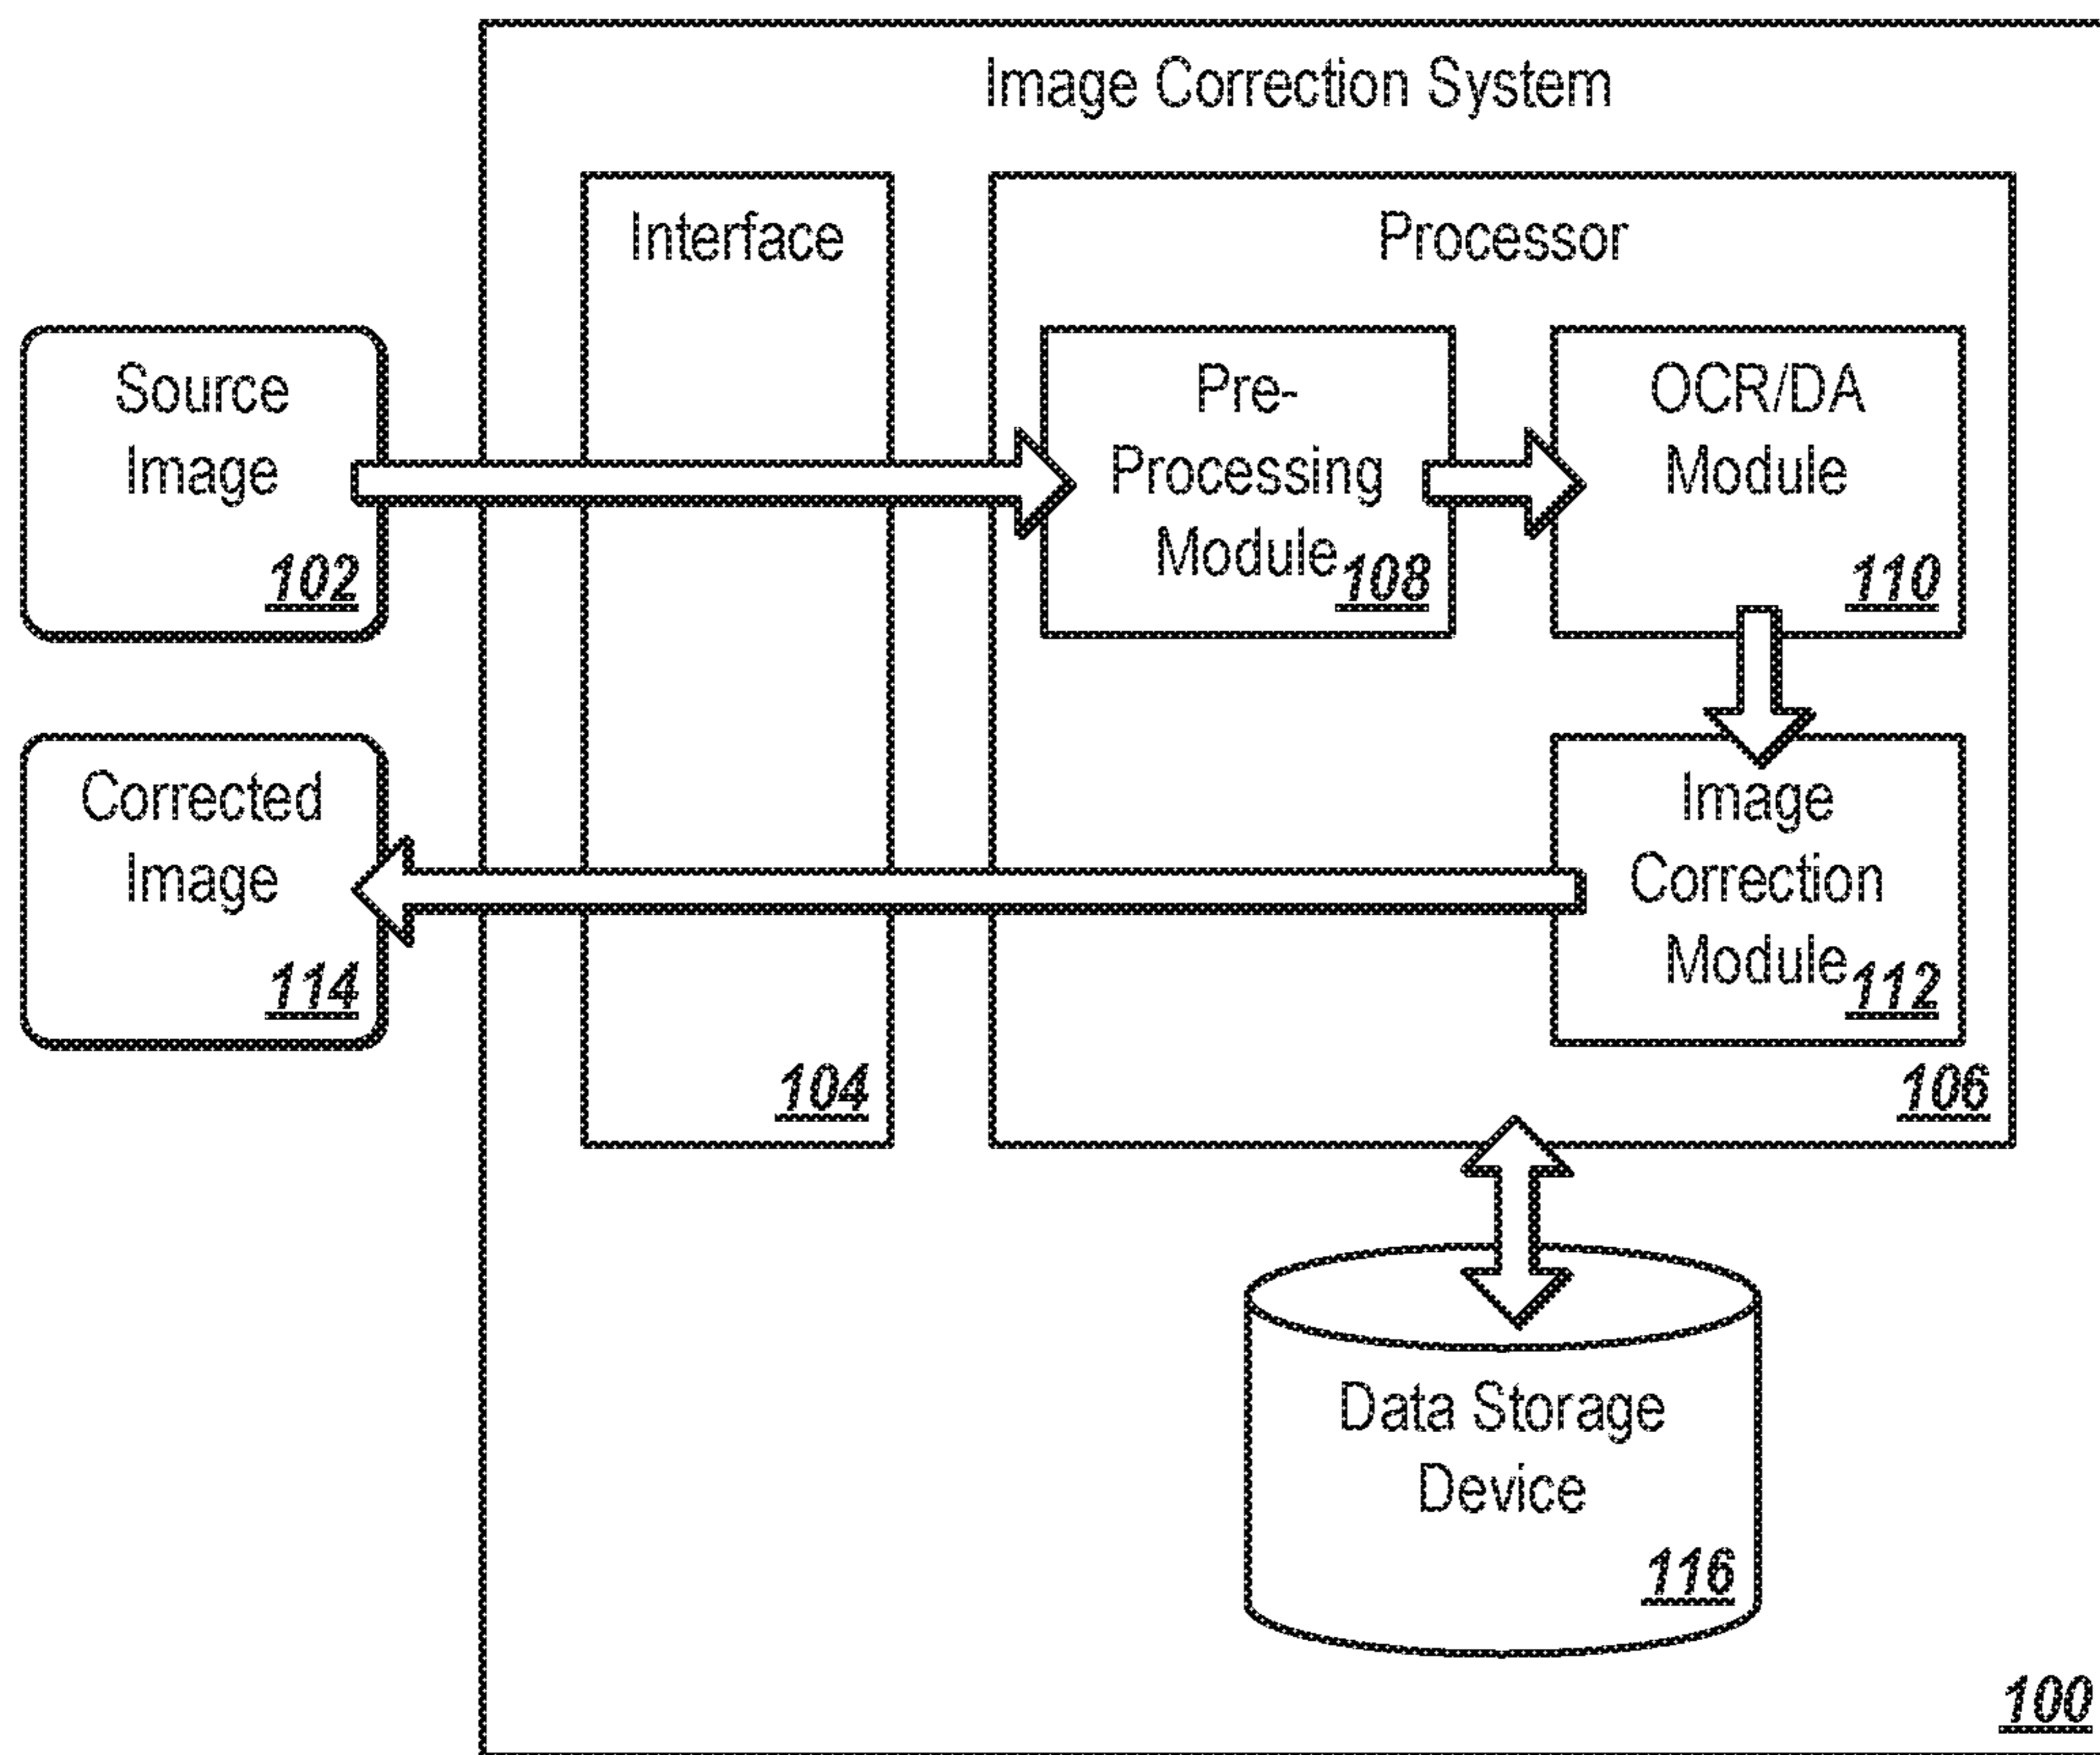 Image Correction System
Interface
Processor
Source
Image
102
Pre-
Processing
Module
108
OCR/DA
Module
110
Corrected
Image
114
Image
Correction
Module
112
104
106
Data Storage
Device
116
100